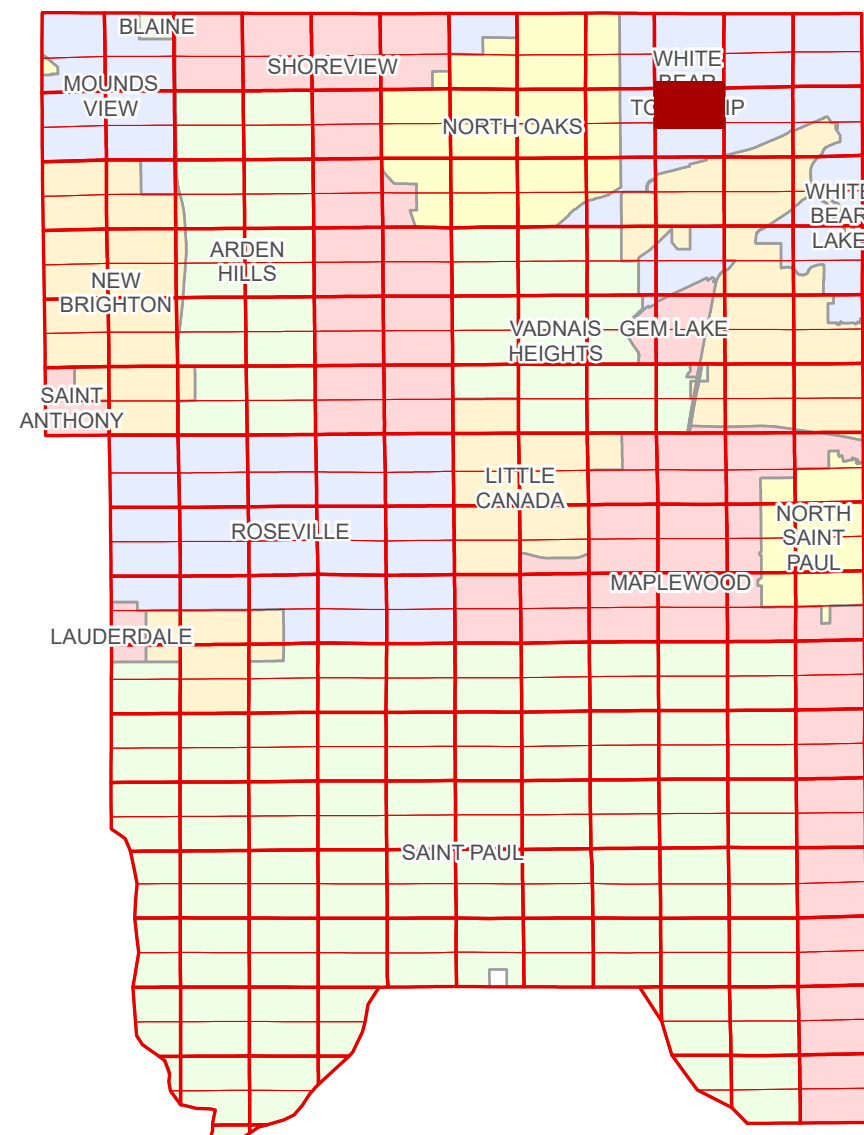 BLAINE
SHOREVIEW
WHITE
BEAR
MOUNDS
VIEW
NORTH OAKS
WHITE
BEAR
LAKE
ARDEN
HILLS
NEW
BRIGHTON
VADNAIS
HEIGHTS
GEM LAKE
SAINT
ANTHONY
LITTLE
CANADA
NORTH
SAINT
PAUL
ROSEVILLE
MAPLEWOOD
LAUDERDALE
SAINT PAUL